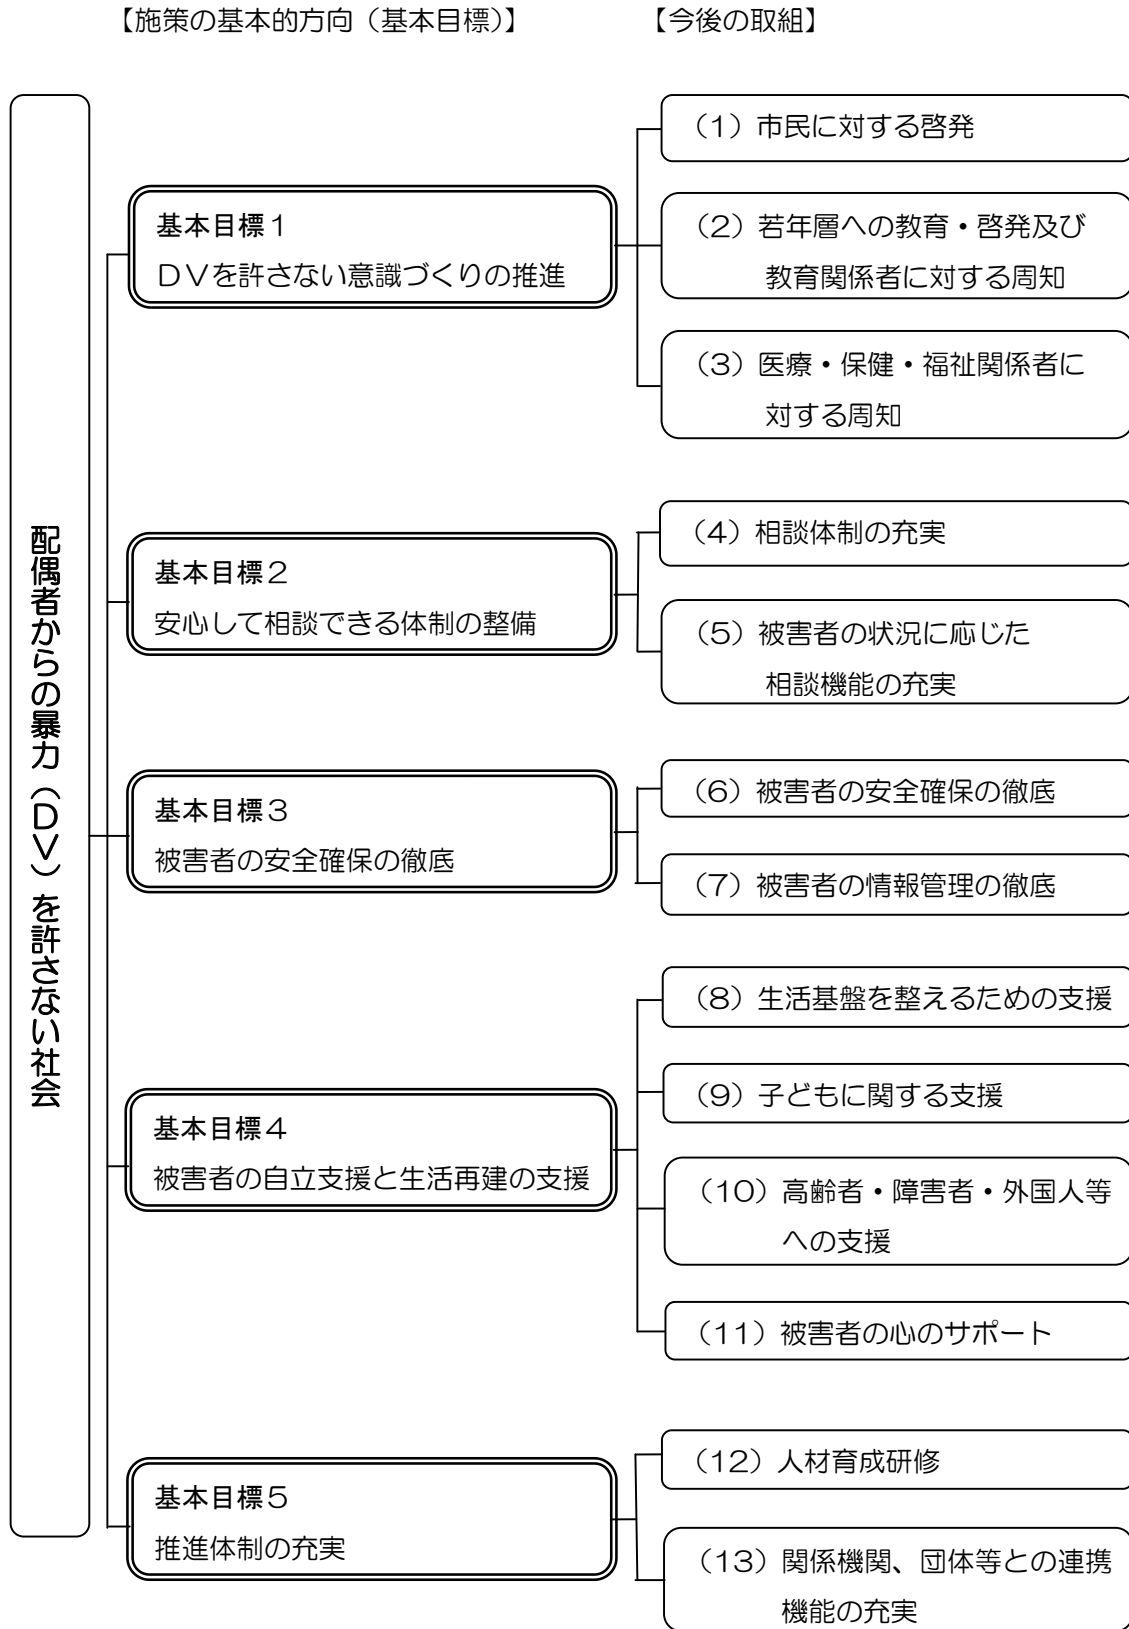 【施策の基本的方向（基本目標）】
【今後の取組】
配偶者からの暴力（ＤＶ）を許さない社会
基本目標１
ＤＶを許さない意識づくりの推進
（1）市民に対する啓発
（2）若年層への教育・啓発及び
教育関係者に対する周知
（3）医療・保健・福祉関係者に
対する周知
基本目標２
安心して相談できる体制の整備
（4）相談体制の充実
（5）被害者の状況に応じた
相談機能の充実
基本目標３
被害者の安全確保の徹底
（6）被害者の安全確保の徹底
（7）被害者の情報管理の徹底
基本目標４
被害者の自立支援と生活再建の支援
（8）生活基盤を整えるための支援
（9）子どもに関する支援
（10）高齢者・障害者・外国人等
への支援
（11）被害者の心のサポート
基本目標５
推進体制の充実
（12）人材育成研修
（13）関係機関、団体等との連携
機能の充実